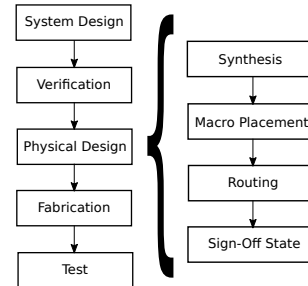 System Design
Verification
Physical Design
Fabrication
Test
Synthesis
Macro Placement
Routing
Sign-Off State